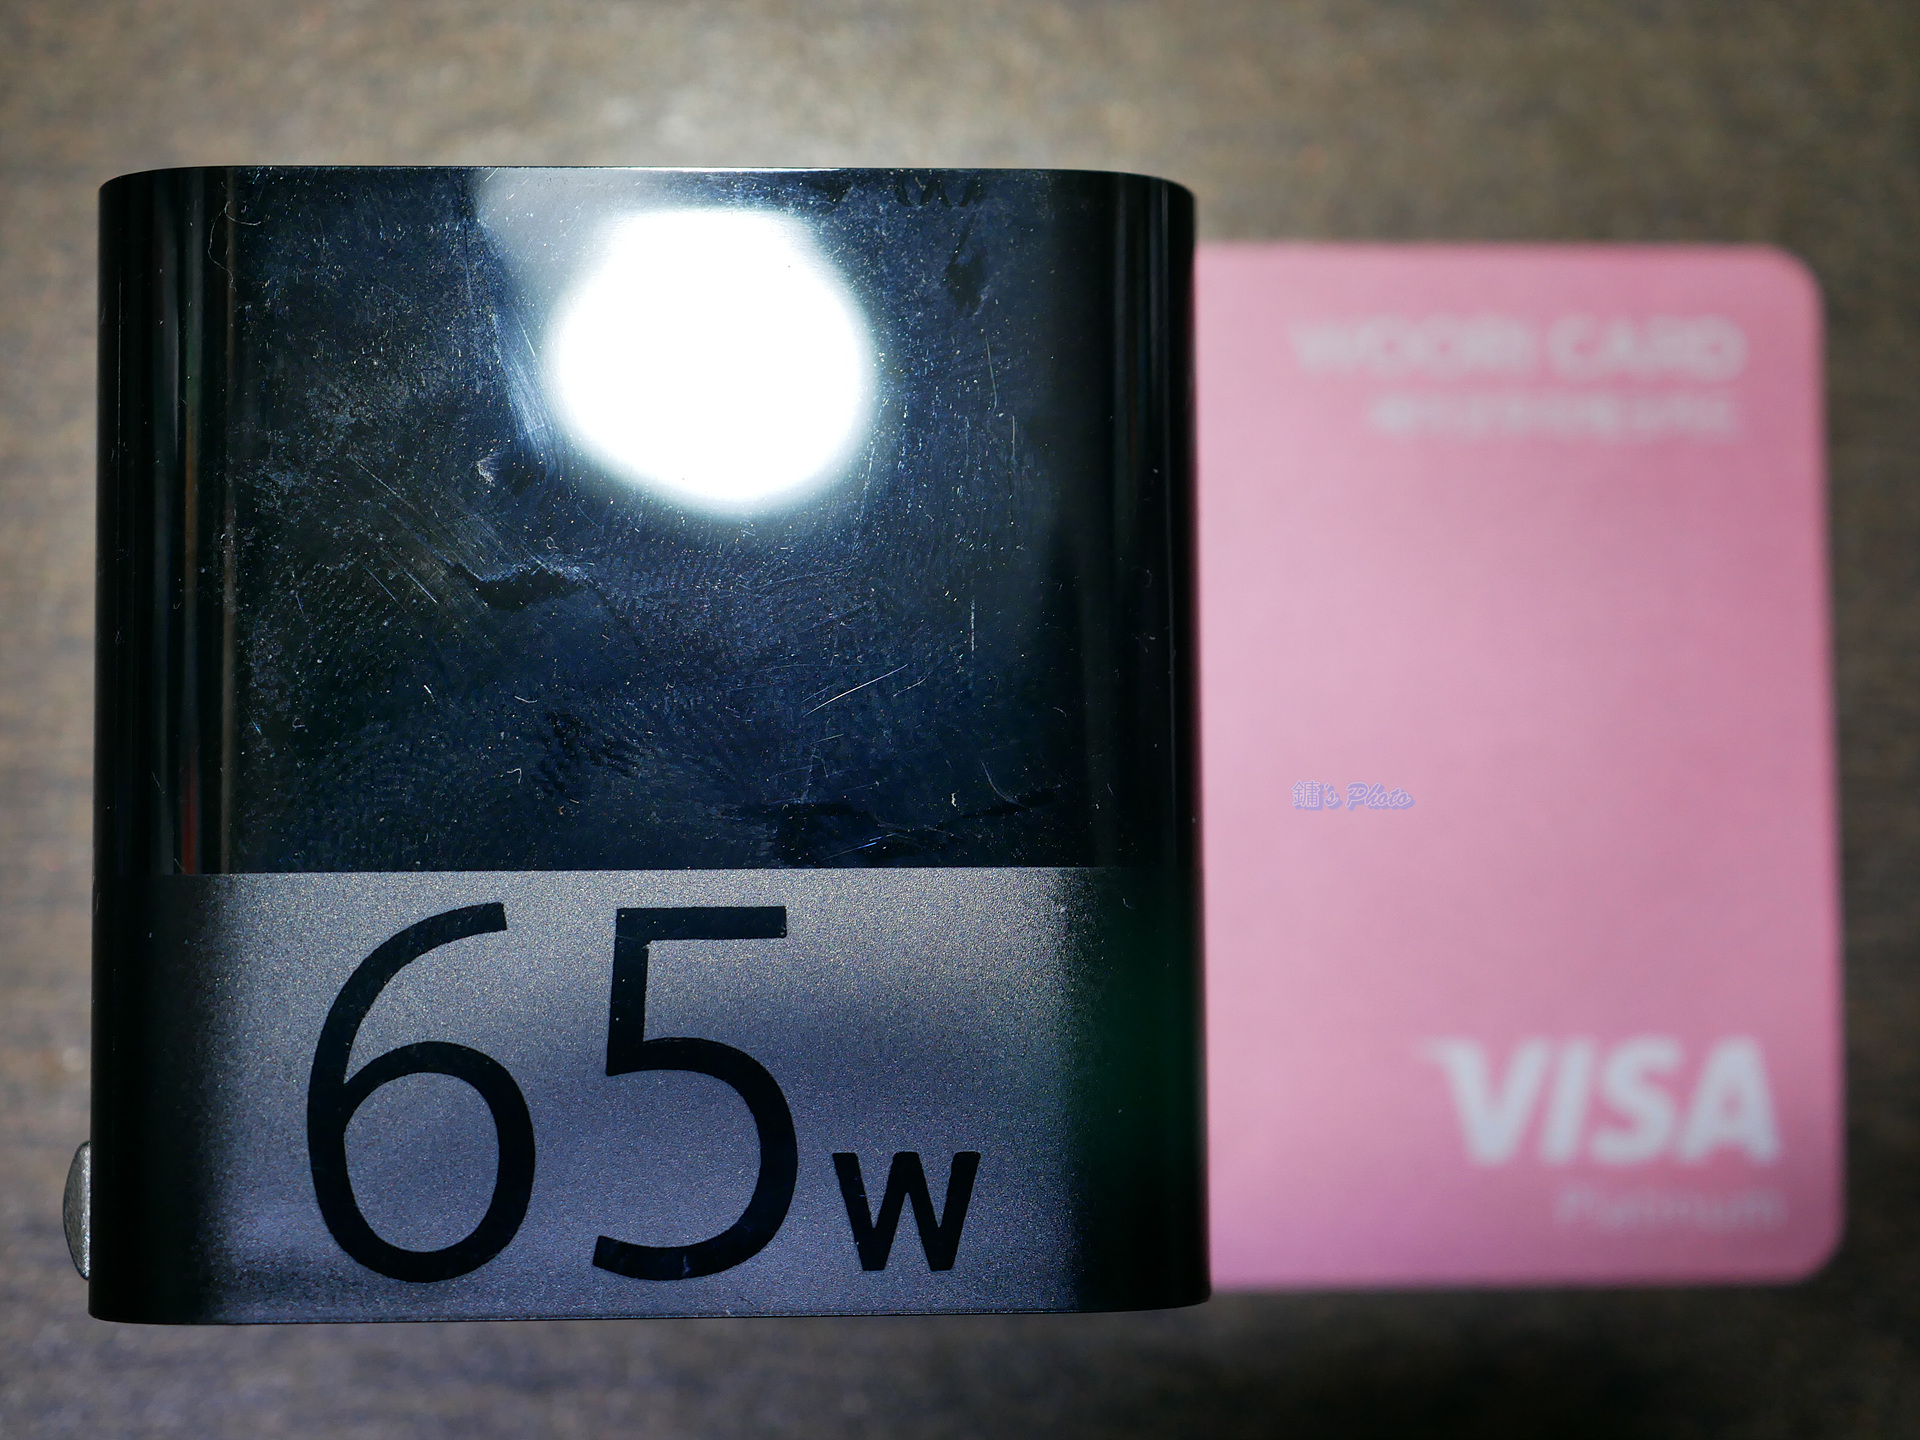 65W
WOORI CARD
鏞's Photo
VISA
Platinum